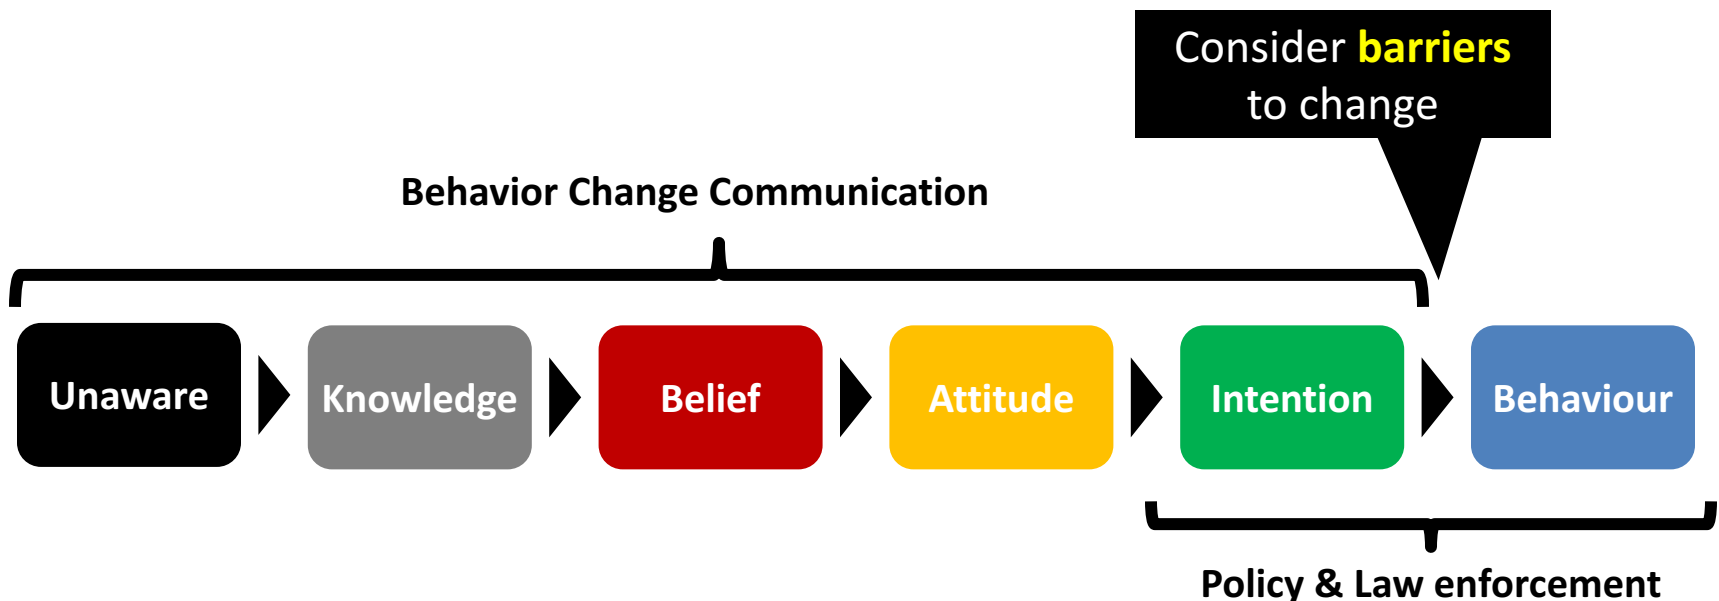 Consider barriers
to change
Behavior Change Communication
Unaware
Knowledge
Belief
Attitude
Intention
Behaviour
Policy & Law enforcement